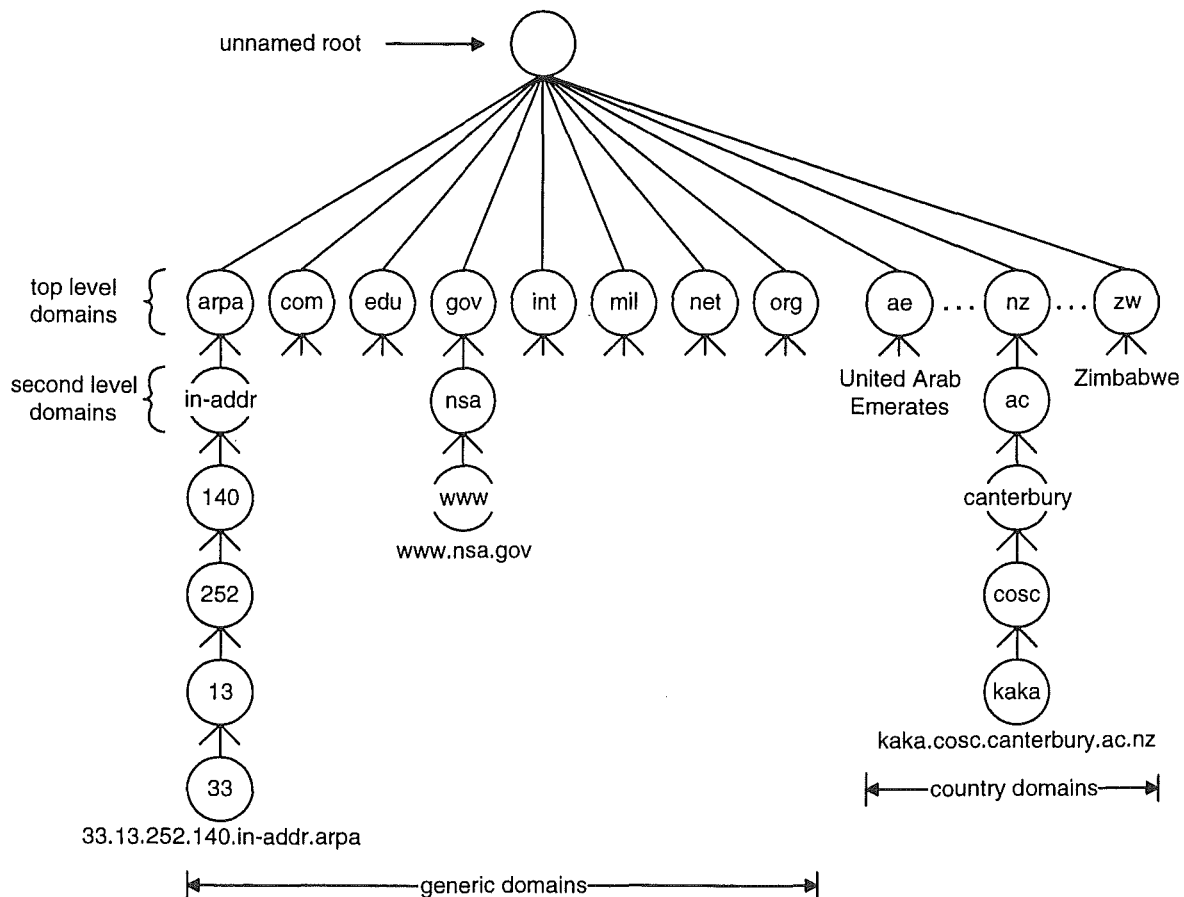 unnamed root
top level
domains
arpa com edu gov int mil net org ae ... nz ... zw
second level
domains
in-addr nsa United Arab
Emerates ac Zimbabwe
140 www canterbury
www.nsa.gov
252 cosc
13 kaka
kaka.cosc.canterbury.ac.nz
33 country domains
33.13.252.140.in-addr.arpa
generic domains